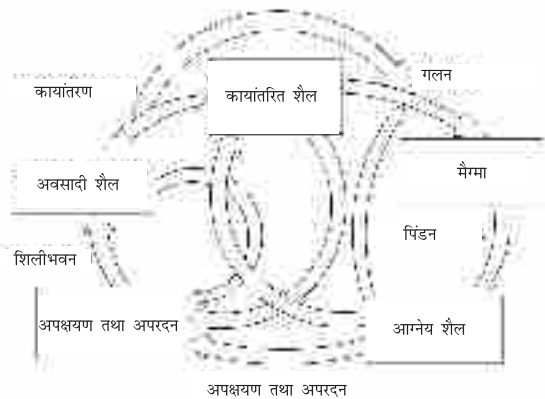 गलन
कायांतरण
कायांतरित शैल
मैग्मा
अवसादी शैल
पिंडन
शिलीभवन
अपक्षयण तथा अपरदन
आग्नेय शैल
अपक्षयण तथा अपरदन